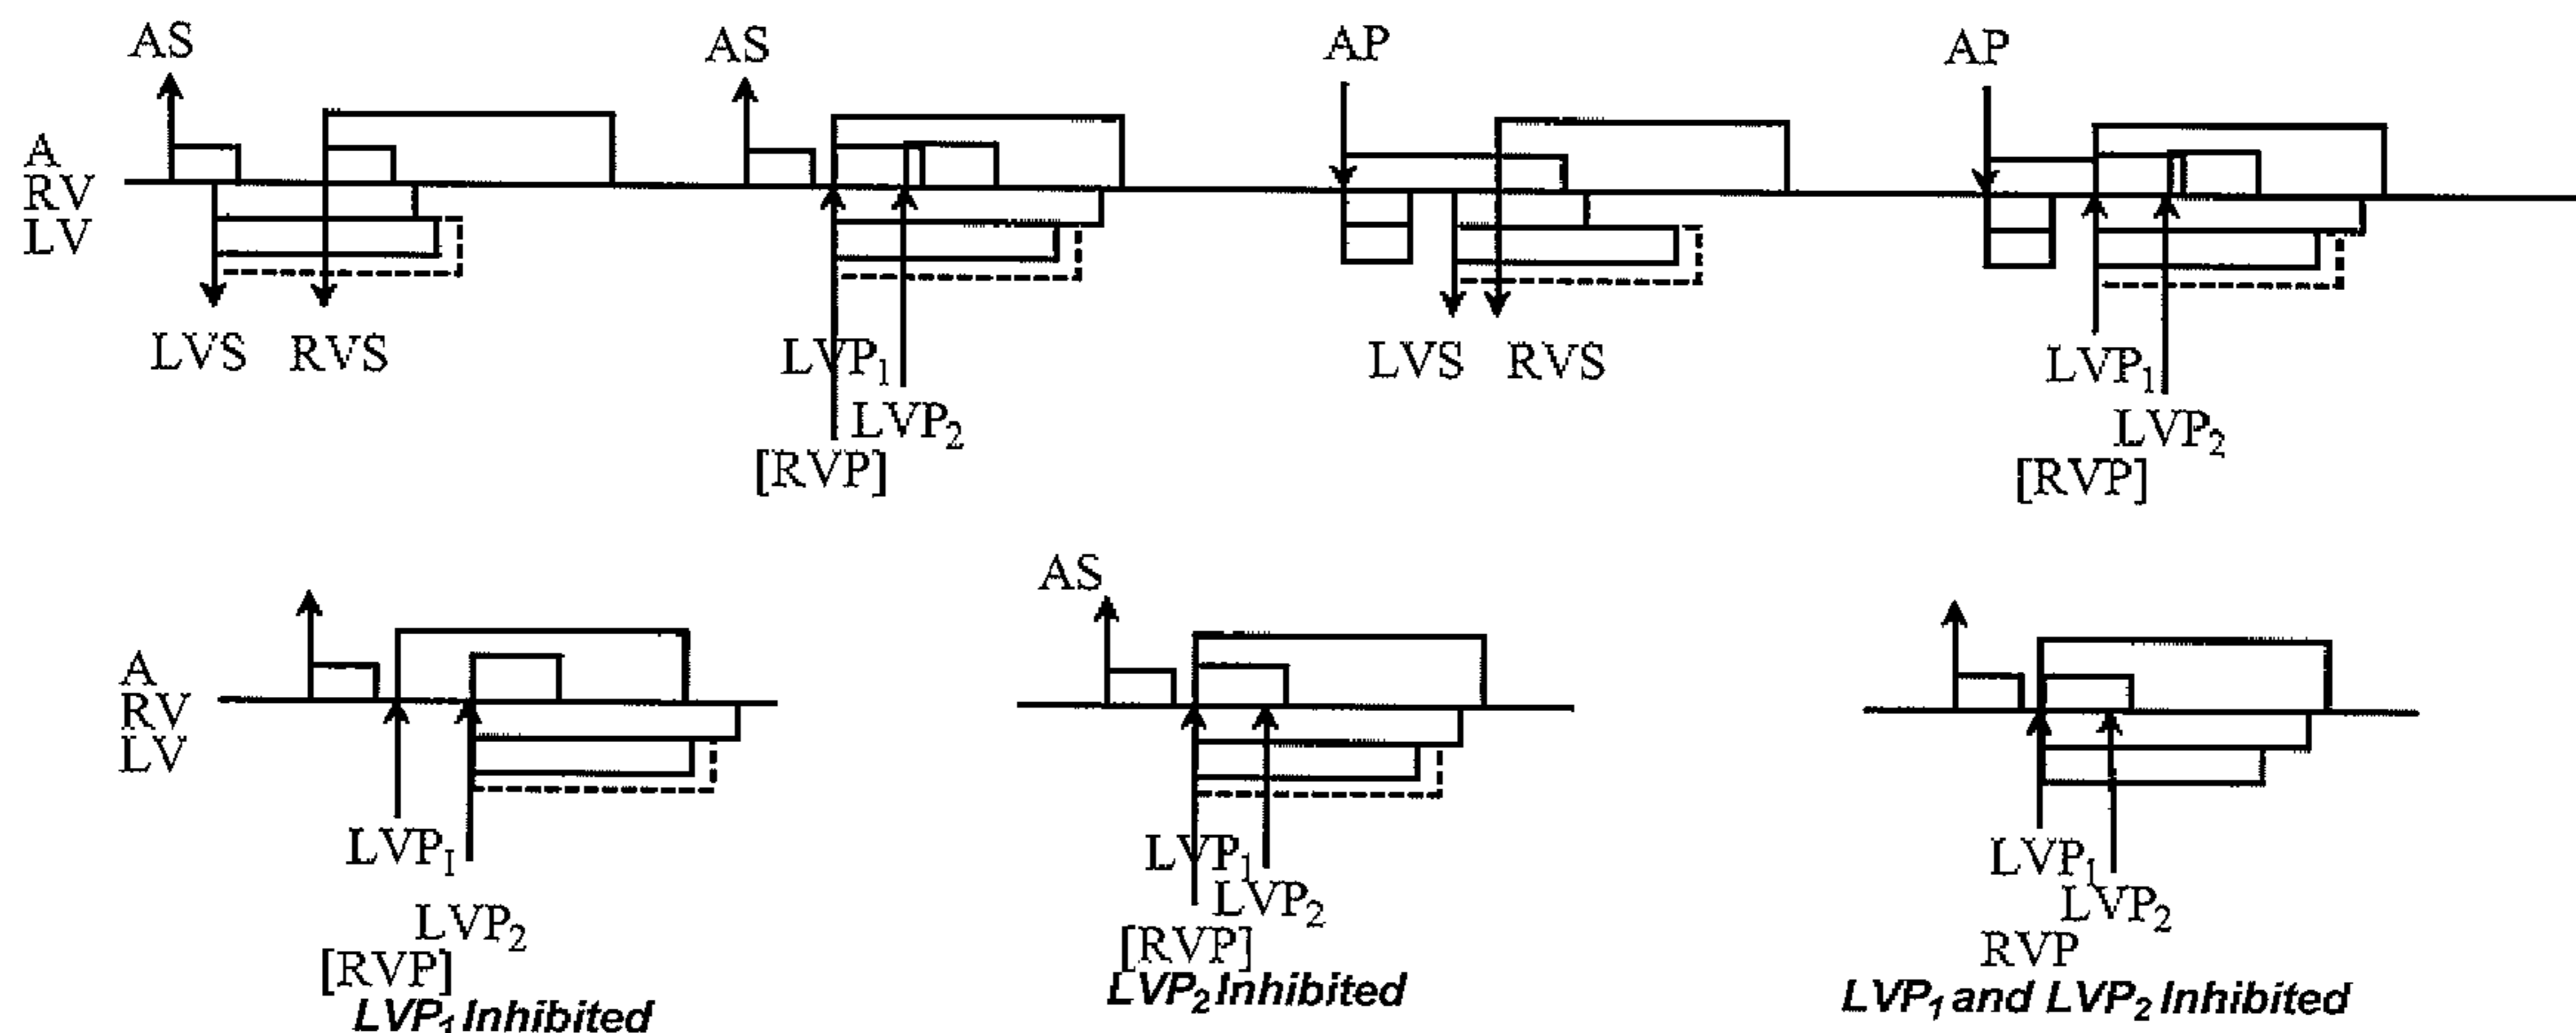 AS
AS
AP
AP
A
RV
LV
LVS RVS
LVP₁
LVP₂
[RVP]
LVS RVS
LVP₁
LVP₂
[RVP]
A
RV
LV
LVP₁
LVP₂
[RVP]
LVP₁ Inhibited
AS
LVP₁
LVP₂
[RVP]
LVP₂ Inhibited
LVP₁
LVP₂
RVP
LVP₁ and LVP₂ Inhibited